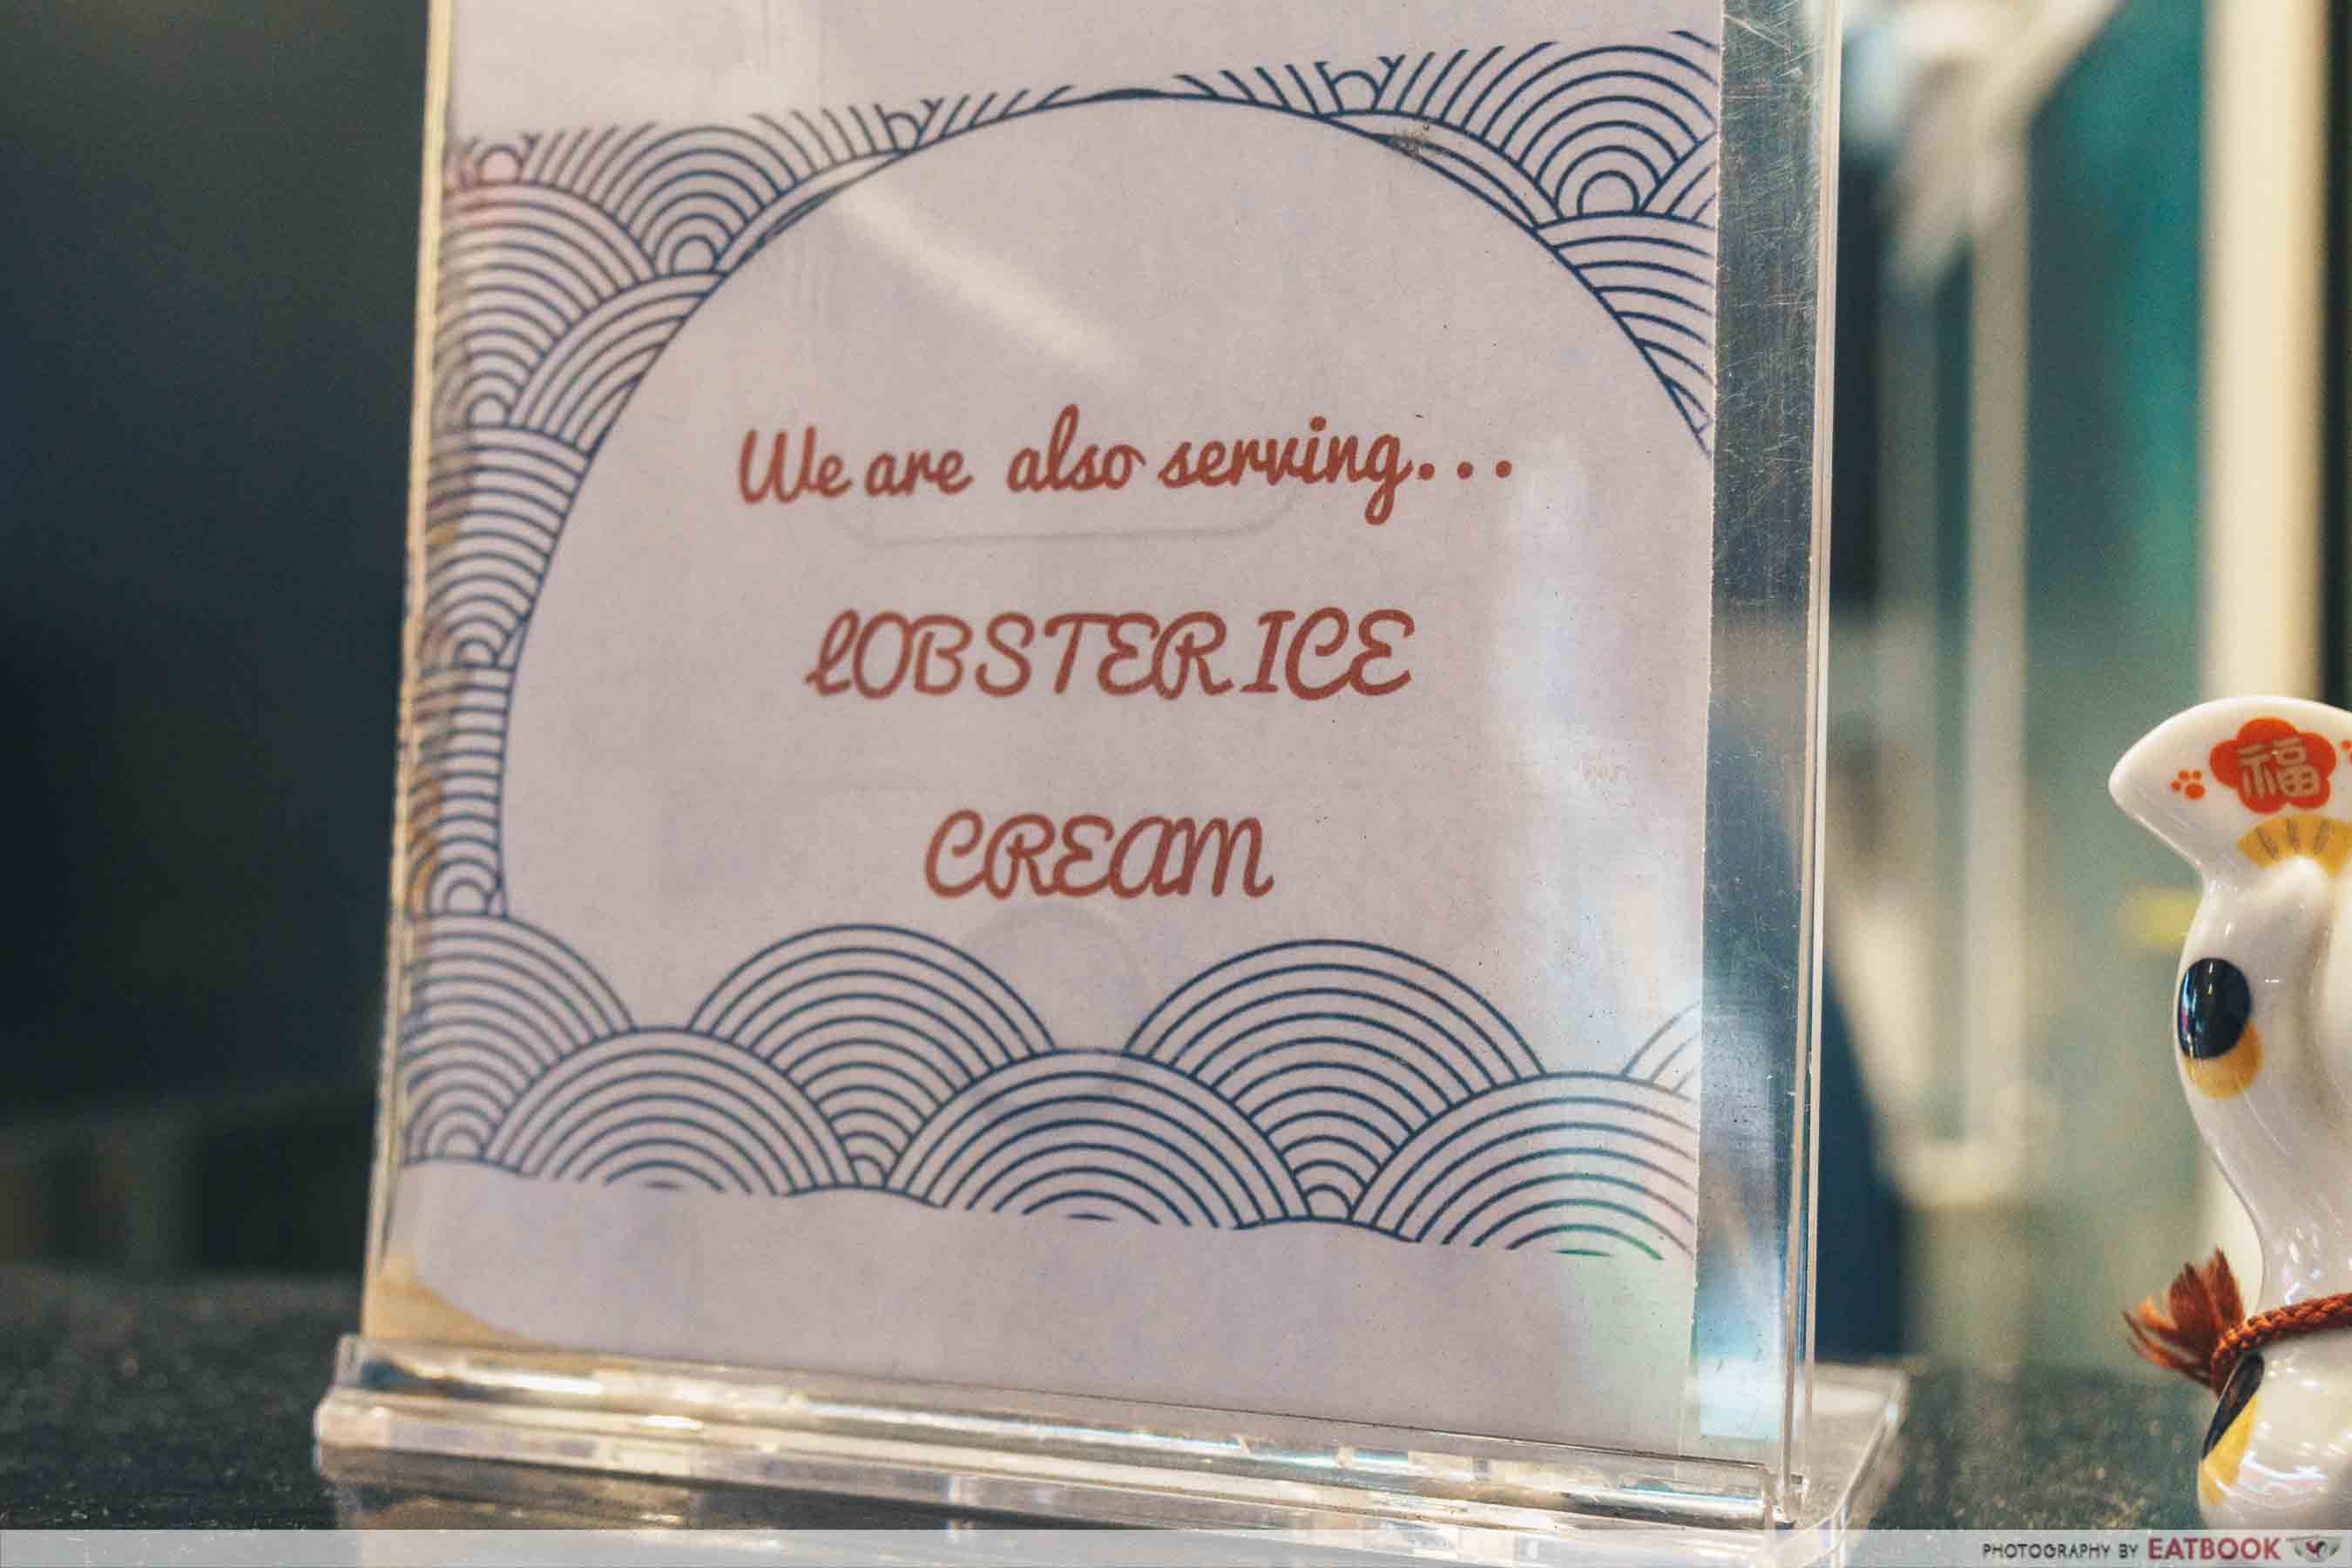 We are also serving...
LOBSTER ICE
CREAM
福
PHOTOGRAPHY BY EATBOOK